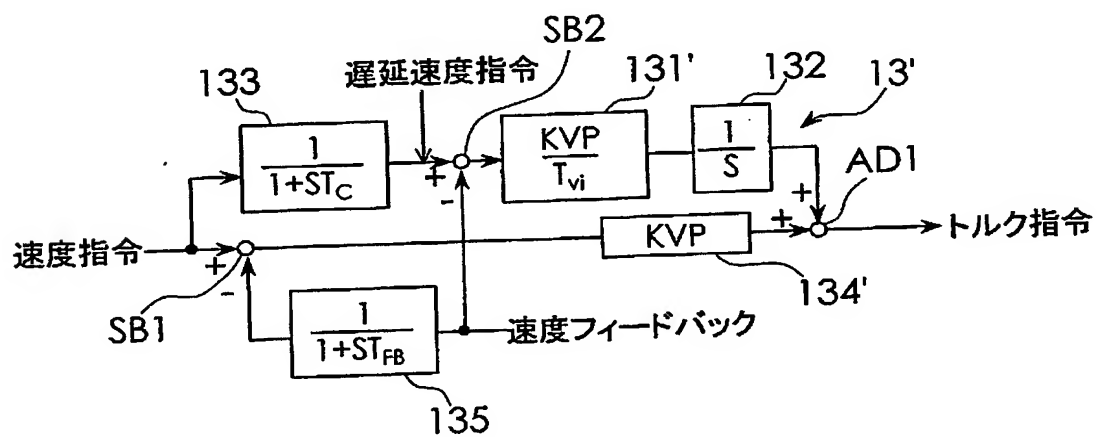 SB2
133
遅延速度指令
131'
132
13'
1
1+STC
+
-
KVP
Tvi
1
S
AD1
+
+
速度指令
+
-
KVP
トルク指令
134'
SB1
1
1+STFB
速度フィードバック
135